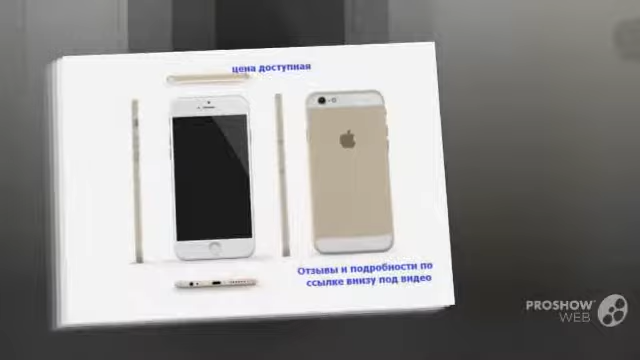 цена доступная
Отзывы и подробности по
ссылке внизу под видео
PROSHOW
WEB